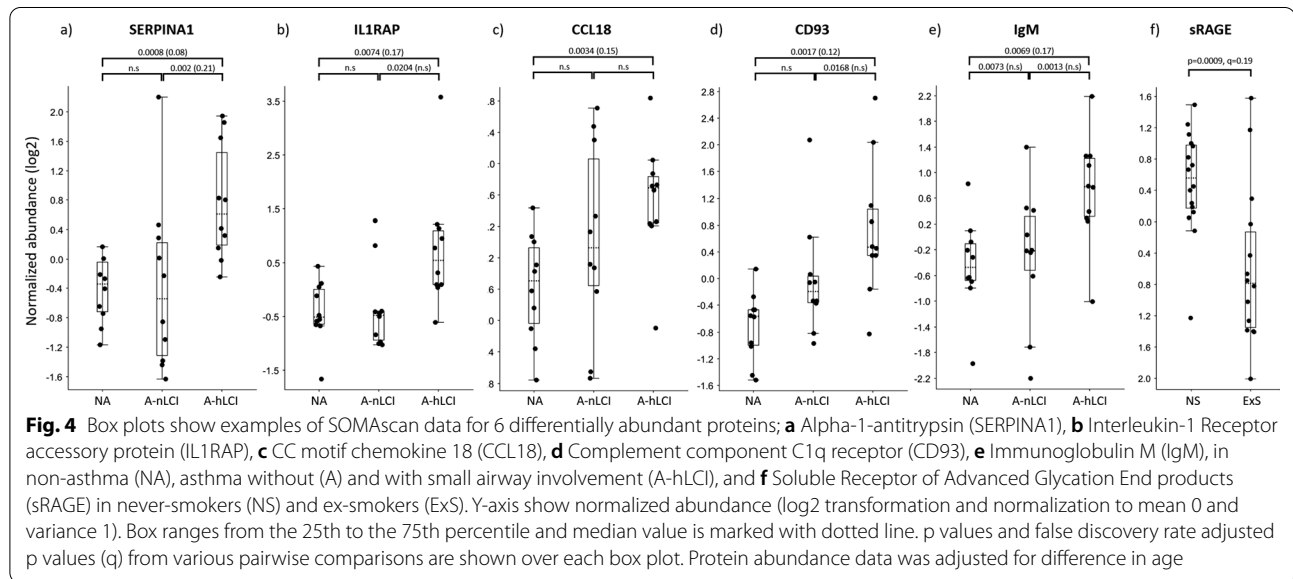 a) SERPINA1
0.0008 (0.08)
n.s 0.002 (0.21)
Normalized abundance (log2)
2.0
1.6
1.2
0.8
0.4
0.0
-0.4
-0.8
-1.2
-1.6
NA A-nLCI A-hLCI
b) IL1RAP
0.0074 (0.17)
n.s 0.0204 (n.s)
3.5
2.5
1.5
0.5
-0.5
-1.5
NA A-nLCI A-hLCI
c) CCL18
0.0034 (0.15)
n.s n.s
.8
.2
.6
.0
.6
0
4
8
NA A-nLCI A-hLCI
d) CD93
0.0017 (0.12)
n.s 0.0168 (n.s)
2.8
2.4
2.0
1.6
1.2
0.8
0.4
0.0
-0.4
-0.8
-1.2
-1.6
NA A-nLCI A-hLCI
e) IgM
0.0069 (0.17)
0.0073 (n.s) 0.0013 (n.s)
2.2
1.8
1.4
1.0
0.6
0.2
-0.2
-0.6
-1.0
-1.4
-1.8
-2.2
NA A-nLCI A-hLCI
f) sRAGE
p=0.0009, q=0.19
1.6
1.2
0.8
0.4
0.0
0.4
0.8
1.2
1.6
2.0
NS ExS
Fig. 4 Box plots show examples of SOMAscan data for 6 differentially abundant proteins; a Alpha-1-antitrypsin (SERPINA1), b Interleukin-1 Receptor
accessory protein (IL1RAP), c CC motif chemokine 18 (CCL18), d Complement component C1q receptor (CD93), e Immunoglobulin M (IgM), in
non-asthma (NA), asthma without (A) and with small airway involvement (A-hLCI), and f Soluble Receptor of Advanced Glycation End products
(sRAGE) in never-smokers (NS) and ex-smokers (ExS). Y-axis show normalized abundance (log2 transformation and normalization to mean 0 and
variance 1). Box ranges from the 25th to the 75th percentile and median value is marked with dotted line. p values and false discovery rate adjusted
p values (q) from various pairwise comparisons are shown over each box plot. Protein abundance data was adjusted for difference in age